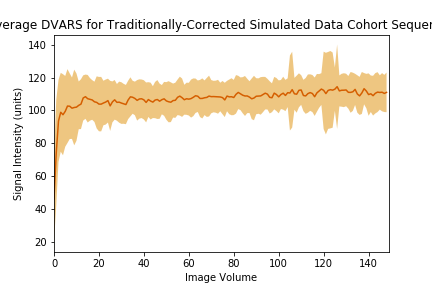 verage DVARS for Traditionally-Corrected Simulated Data Cohort Sequen
140
120
100
80
60
40
20
Signal Intensity (units)
0 20 40 60 80 100 120 140
Image Volume